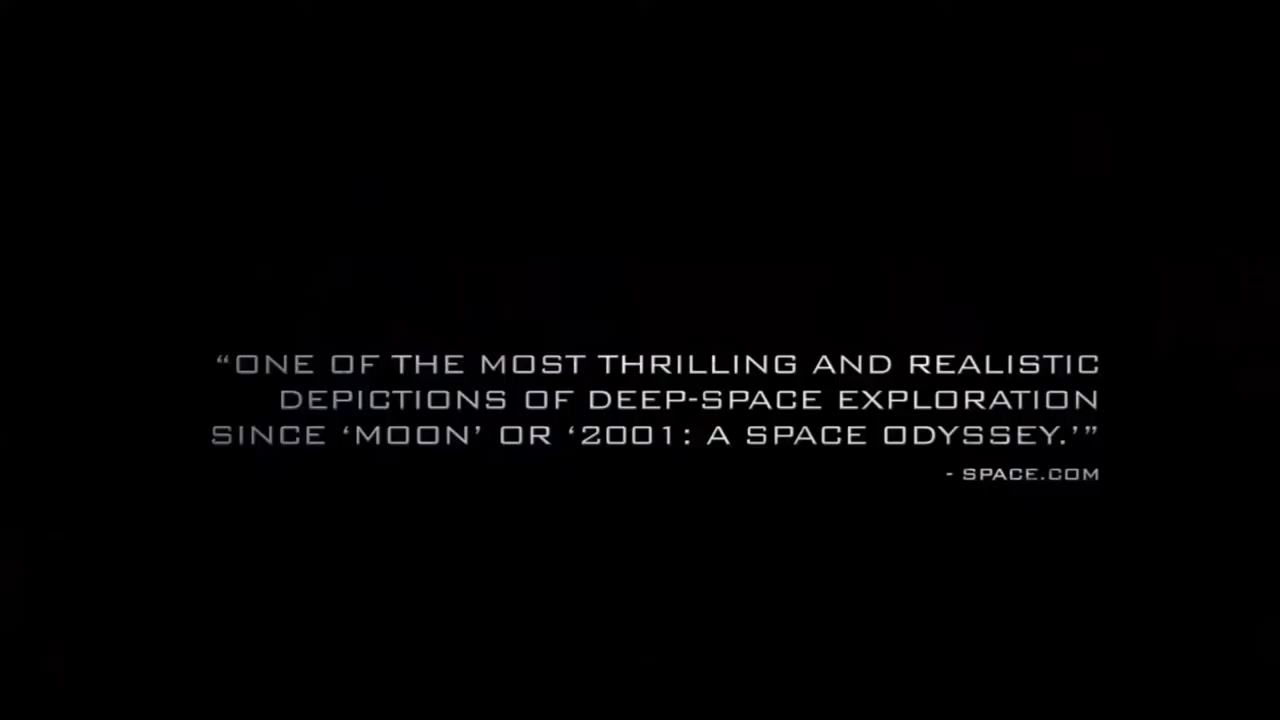 “ONE OF THE MOST THRILLING AND REALISTIC
DEPICTIONS OF DEEP-SPACE EXPLORATION
SINCE ‘MOON’ OR ‘2001: A SPACE ODYSSEY.’”
- SPACE.COM